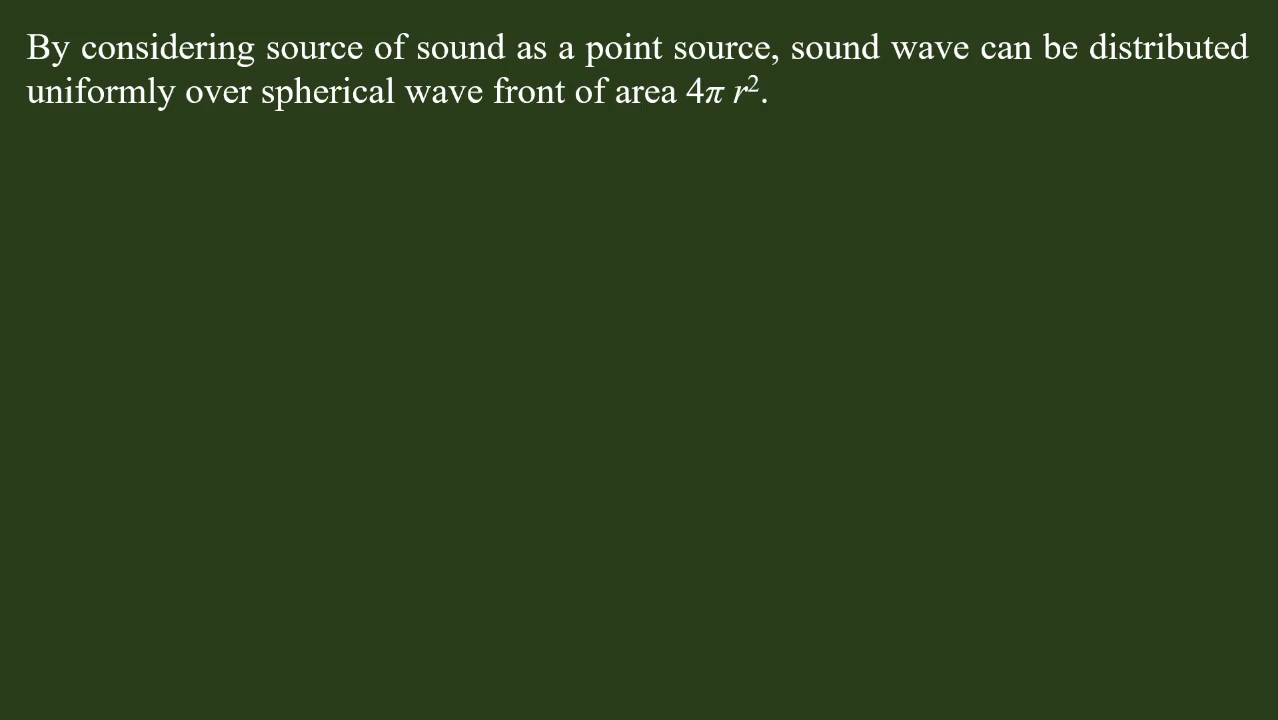 By considering source of sound as a point source, sound wave can be distributed
uniformly over spherical wave front of area 4π r².